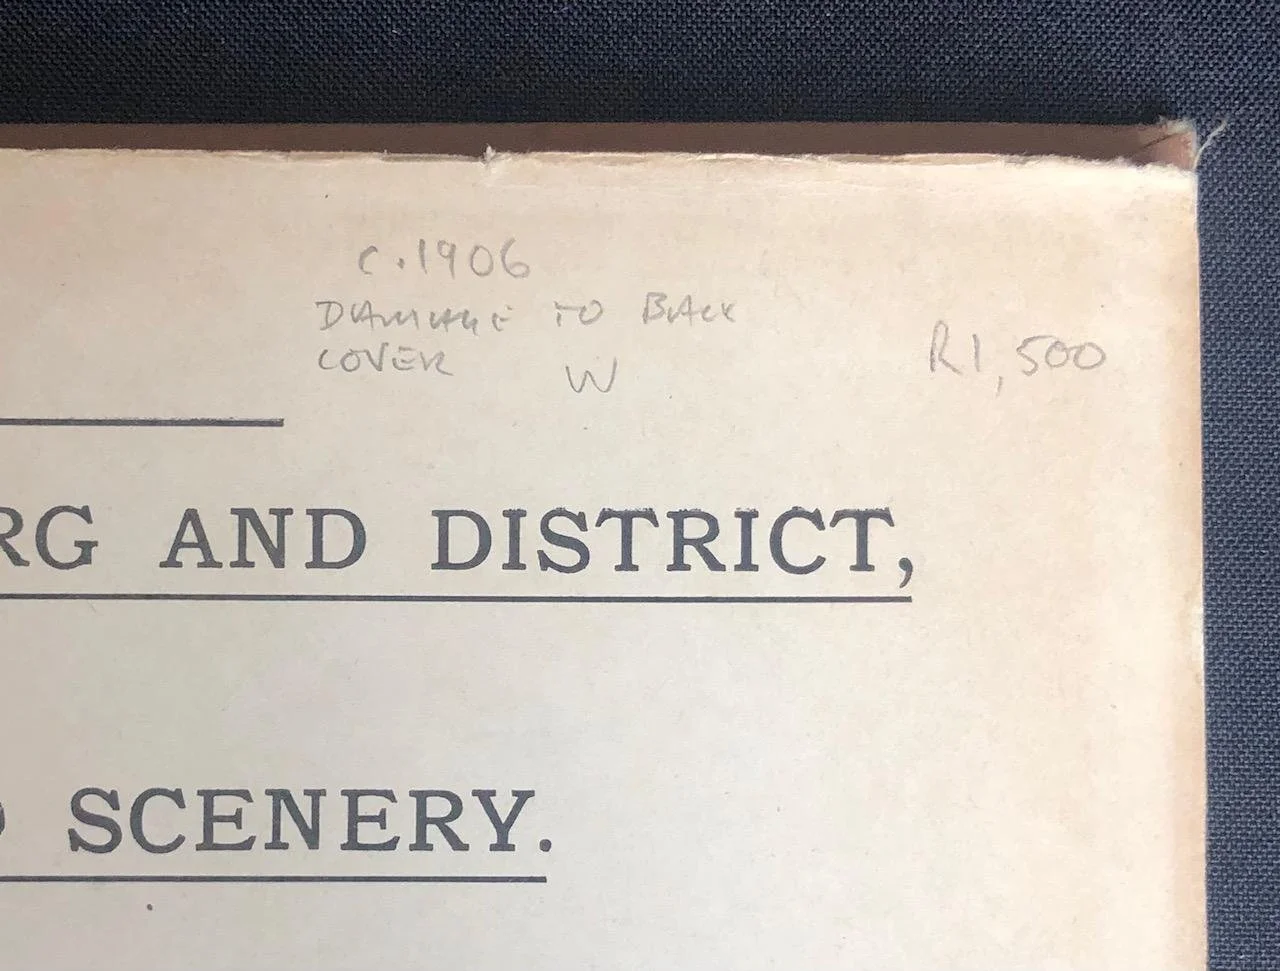 c.1906
DAMAGE TO BACK
COVER W
R1,500
RG AND DISTRICT,
SCENERY.